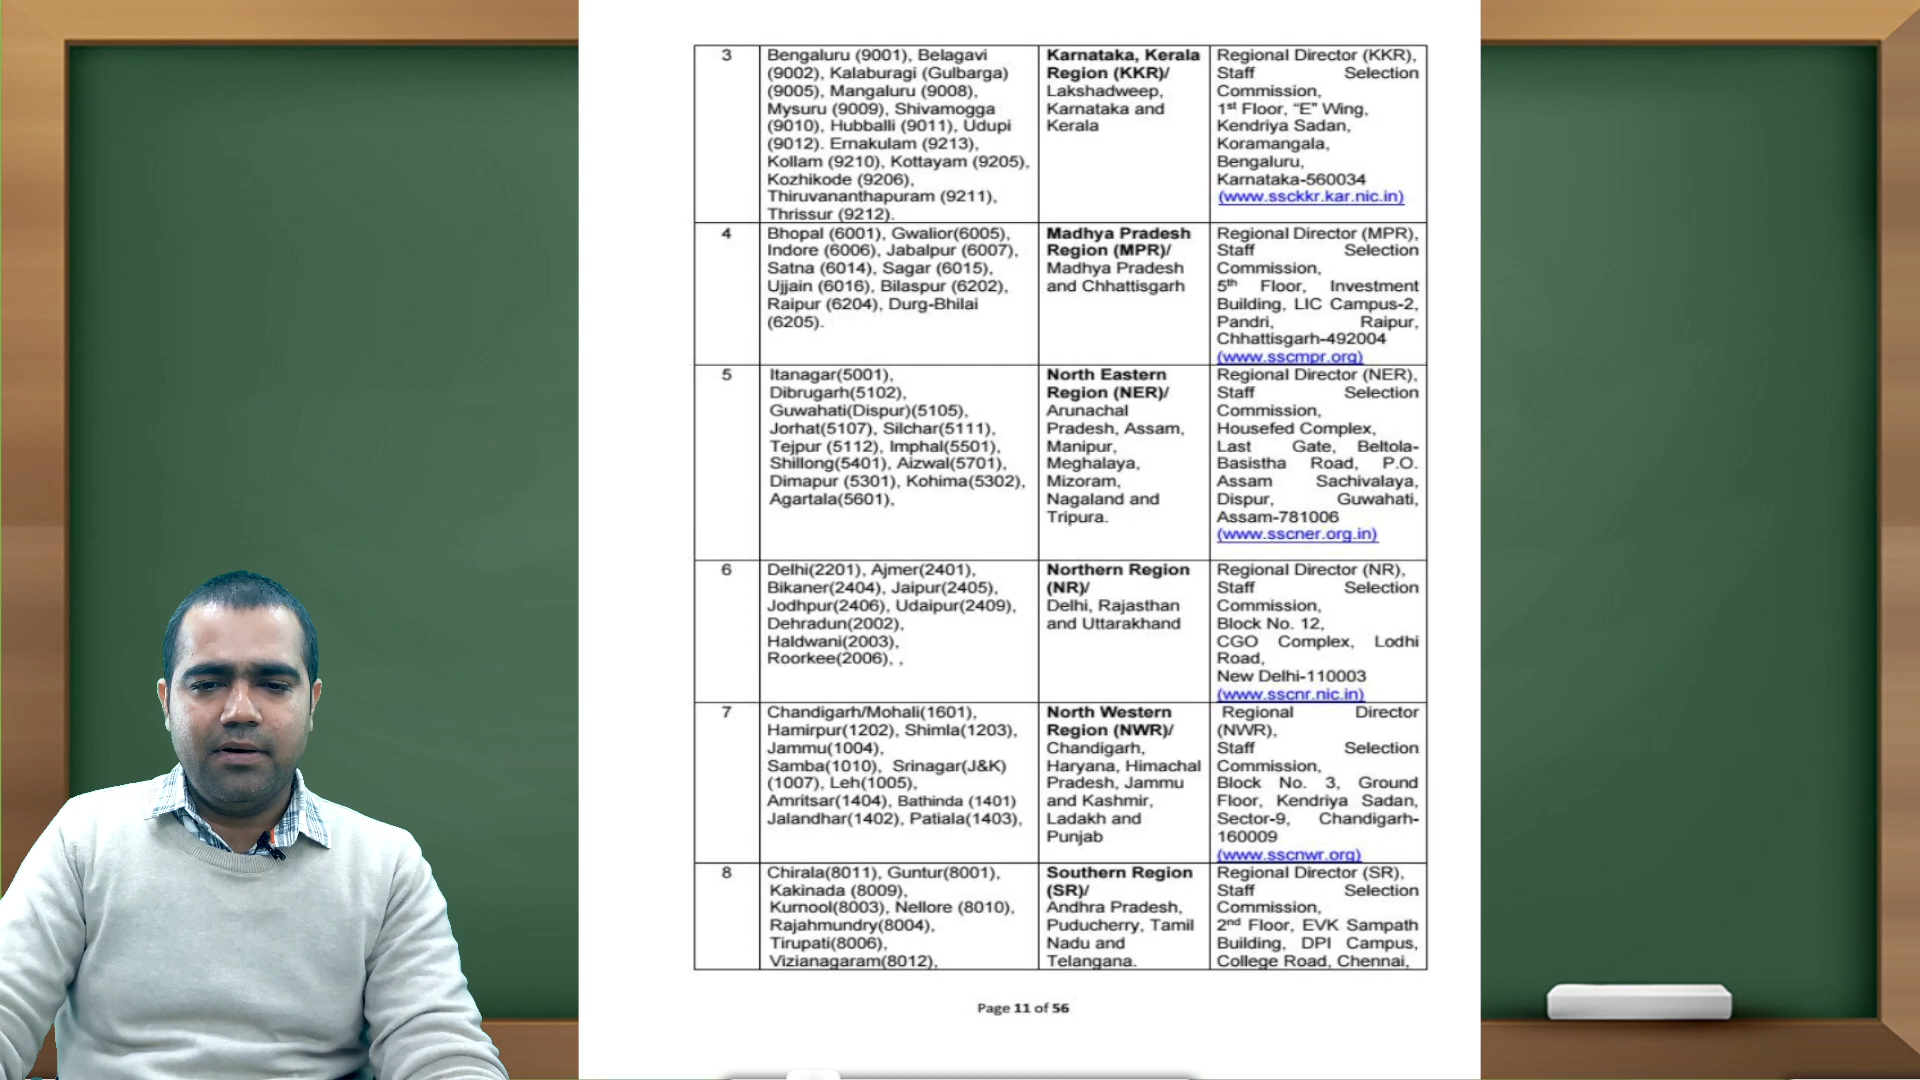 3
Bengaluru (9001), Belagavi
(9002), Kalaburagi (Gulbarga)
(9005), Mangaluru (9008),
Mysuru (9009), Shivamogga
(9010), Hubballi (9011), Udupi
(9012). Ernakulam (9213),
Kollam (9210), Kottayam (9205),
Kozhikode (9206),
Thiruvananthapuram (9211),
Thrissur (9212).
Karnataka, Kerala
Region (KKR)/
Lakshadweep,
Karnataka and
Kerala
Regional Director (KKR),
Staff Selection
Commission,
1st Floor, “E” Wing,
Kendriya Sadan,
Koramangala,
Bengaluru,
Karnataka-560034
(www.ssckkr.kar.nic.in)
4
Bhopal (6001), Gwalior(6005),
Indore (6006), Jabalpur (6007),
Satna (6014), Sagar (6015),
Ujjain (6016), Bilaspur (6202),
Raipur (6204), Durg-Bhilai
(6205).
Madhya Pradesh
Region (MPR)/
Madhya Pradesh
and Chhattisgarh
Regional Director (MPR),
Staff Selection
Commission,
5th Floor, Investment
Building, LIC Campus-2,
Pandri, Raipur,
Chhattisgarh-492004
(www.sscmpr.org)
5
Itanagar(5001),
Dibrugarh(5102),
Guwahati(Dispur)(5105),
Jorhat(5107), Silchar(5111),
Tejpur (5112), Imphal(5501),
Shillong(5401), Aizwal(5701),
Dimapur (5301), Kohima(5302),
Agartala(5601),
North Eastern
Region (NER)/
Arunachal
Pradesh, Assam,
Manipur,
Meghalaya,
Mizoram,
Nagaland and
Tripura.
Regional Director (NER),
Staff Selection
Commission,
Housefed Complex,
Last Gate, Beltola-
Basistha Road, P.O.
Assam Sachivalaya,
Dispur, Guwahati,
Assam-781006
(www.sscner.org.in)
6
Delhi(2201), Ajmer(2401),
Bikaner(2404), Jaipur(2405),
Jodhpur(2406), Udaipur(2409),
Dehradun(2002),
Haldwani(2003),
Roorkee(2006), ,
Northern Region
(NR)/
Delhi, Rajasthan
and Uttarakhand
Regional Director (NR),
Staff Selection
Commission,
Block No. 12,
CGO Complex, Lodhi
Road,
New Delhi-110003
(www.sscnr.nic.in)
7
Chandigarh/Mohali(1601),
Hamirpur(1202), Shimla(1203),
Jammu(1004),
Samba(1010), Srinagar(J&K)
(1007), Leh(1005),
Amritsar(1404), Bathinda (1401)
Jalandhar(1402), Patiala(1403),
North Western
Region (NWR)/
Chandigarh,
Haryana, Himachal
Pradesh, Jammu
and Kashmir,
Ladakh and
Punjab
Regional Director
(NWR),
Staff Selection
Commission,
Block No. 3, Ground
Floor, Kendriya Sadan,
Sector-9, Chandigarh-
160009
(www.sscnwr.org)
8
Chirala(8011), Guntur(8001),
Kakinada (8009),
Kurnool(8003), Nellore (8010),
Rajahmundry(8004),
Tirupati(8006),
Vizianagaram(8012),
Southern Region
(SR)/
Andhra Pradesh,
Puducherry, Tamil
Nadu and
Telangana.
Regional Director (SR),
Staff Selection
Commission,
2nd Floor, EVK Sampath
Building, DPI Campus,
College Road, Chennai,
Page 11 of 56